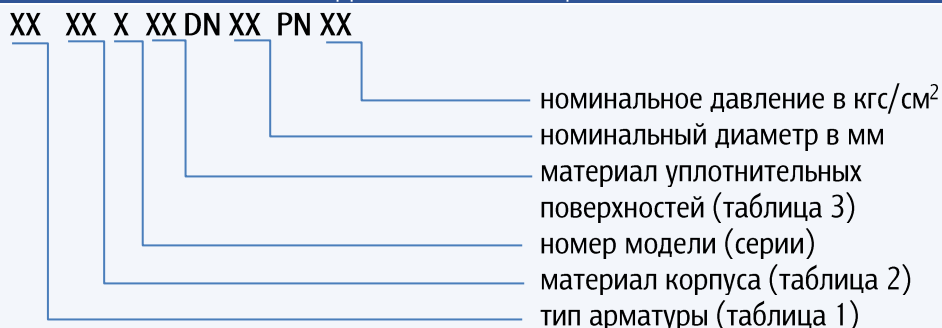 XX XX X XX DN XX PN XX
номинальное давление в кгс/см²
номинальный диаметр в мм
материал уплотнительных
поверхностей (таблица 3)
номер модели (серии)
материал корпуса (таблица 2)
тип арматуры (таблица 1)